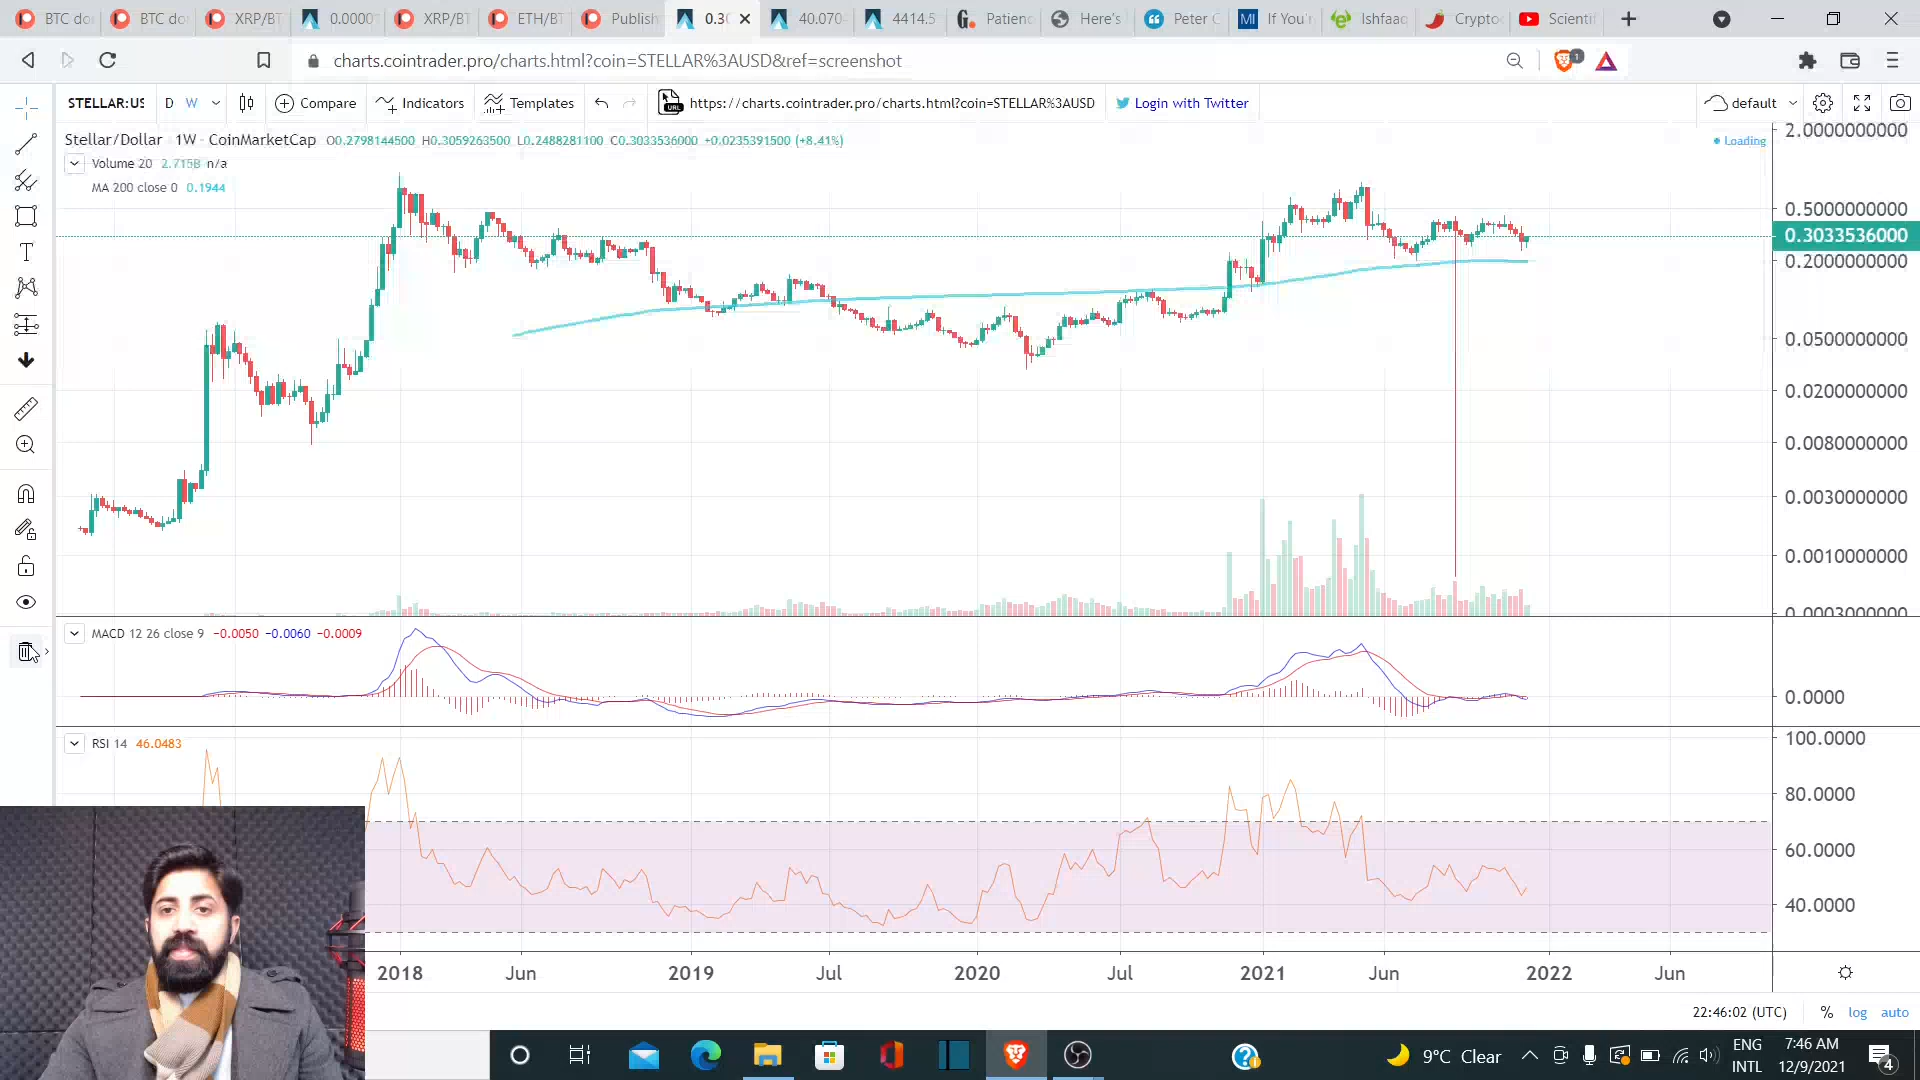 BTC do
BTC do
XRP/BT
0.0000
XRP/BT
ETH/BT
Publish
0.30
40.070
4414.5
Patienc
Here's
Peter C
If You'r
Ishfaaq
Crypto
Scienti
charts.cointrader.pro/charts.html?coin=STELLAR%3AUSD&ref=screenshot
1
STELLAR:US D W Compare Indicators Templates URL https://charts.cointrader.pro/charts.html?coin=STELLAR%3AUSD Login with Twitter default
Stellar/Dollar 1W CoinMarketCap O0.2798144500 H0.3059263500 L0.2488281100 C0.3033536000 +0.0235391500 (+8.41%)
Loading
Volume 20 2.715B n/a
MA 200 close 0 0.1944
2.0000000000
0.5000000000
0.3033536000
0.2000000000
0.0500000000
0.0200000000
0.0080000000
0.0030000000
0.0010000000
0.0003000000
MACD 12 26 close 9 −0.0050 −0.0060 −0.0009
0.0000
RSI 14 46.0483
100.0000
80.0000
60.0000
40.0000
2018 Jun 2019 Jul 2020 Jul 2021 Jun 2022 Jun
22:46:02 (UTC) % log auto
9°C Clear
ENG
INTL
7:46 AM
12/9/2021
4